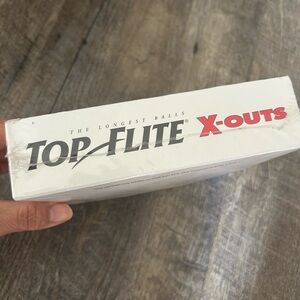 THE LONGEST BALLS
TOP FLITE® X-OUTS